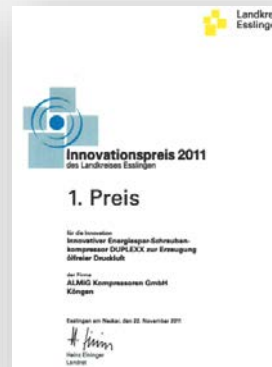 Landkrei
Esslinge
Innovationspreis 2011
des Landkreises Esslingen
1. Preis
für die Innovation
Innovativer Energiespar-Schrauben-
kompressor DUPLEXX zur Erzeugung
ölfreier Druckluft
der Firma
ALMiG Kompressoren GmbH
Köngen
Esslingen am Neckar, den 22. November 2011
Heinz Eininger
Landrat